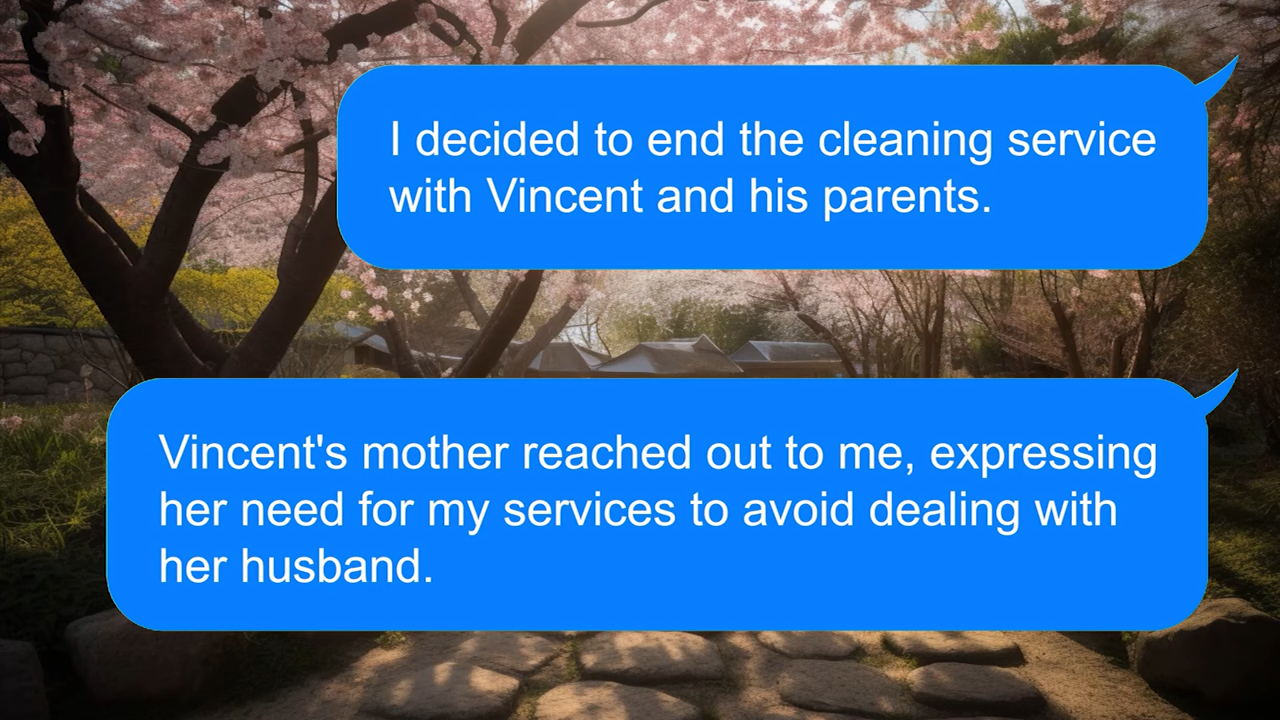 I decided to end the cleaning service
with Vincent and his parents.
Vincent's mother reached out to me, expressing
her need for my services to avoid dealing with
her husband.